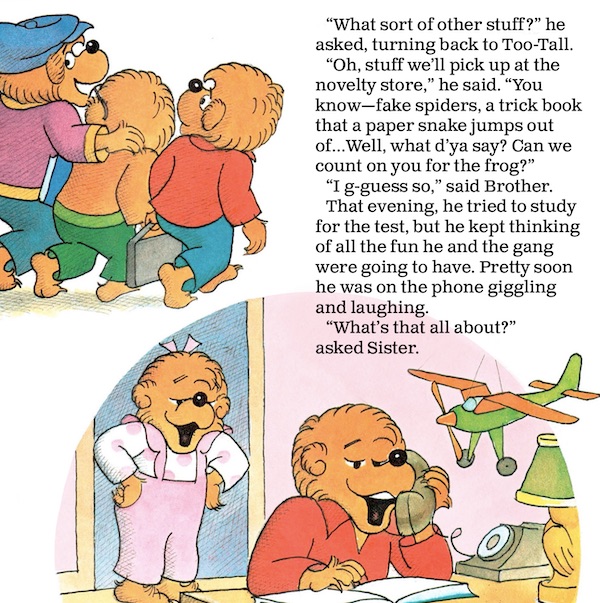 “What sort of other stuff?” he
asked, turning back to Too-Tall.
“Oh, stuff we’ll pick up at the
novelty store,” he said. “You
know—fake spiders, a trick book
that a paper snake jumps out
of...Well, what d’ya say? Can we
count on you for the frog?”
“I g-guess so,” said Brother.
That evening, he tried to study
for the test, but he kept thinking
of all the fun he and the gang
were going to have. Pretty soon
he was on the phone giggling
and laughing.
“What’s that all about?”
asked Sister.